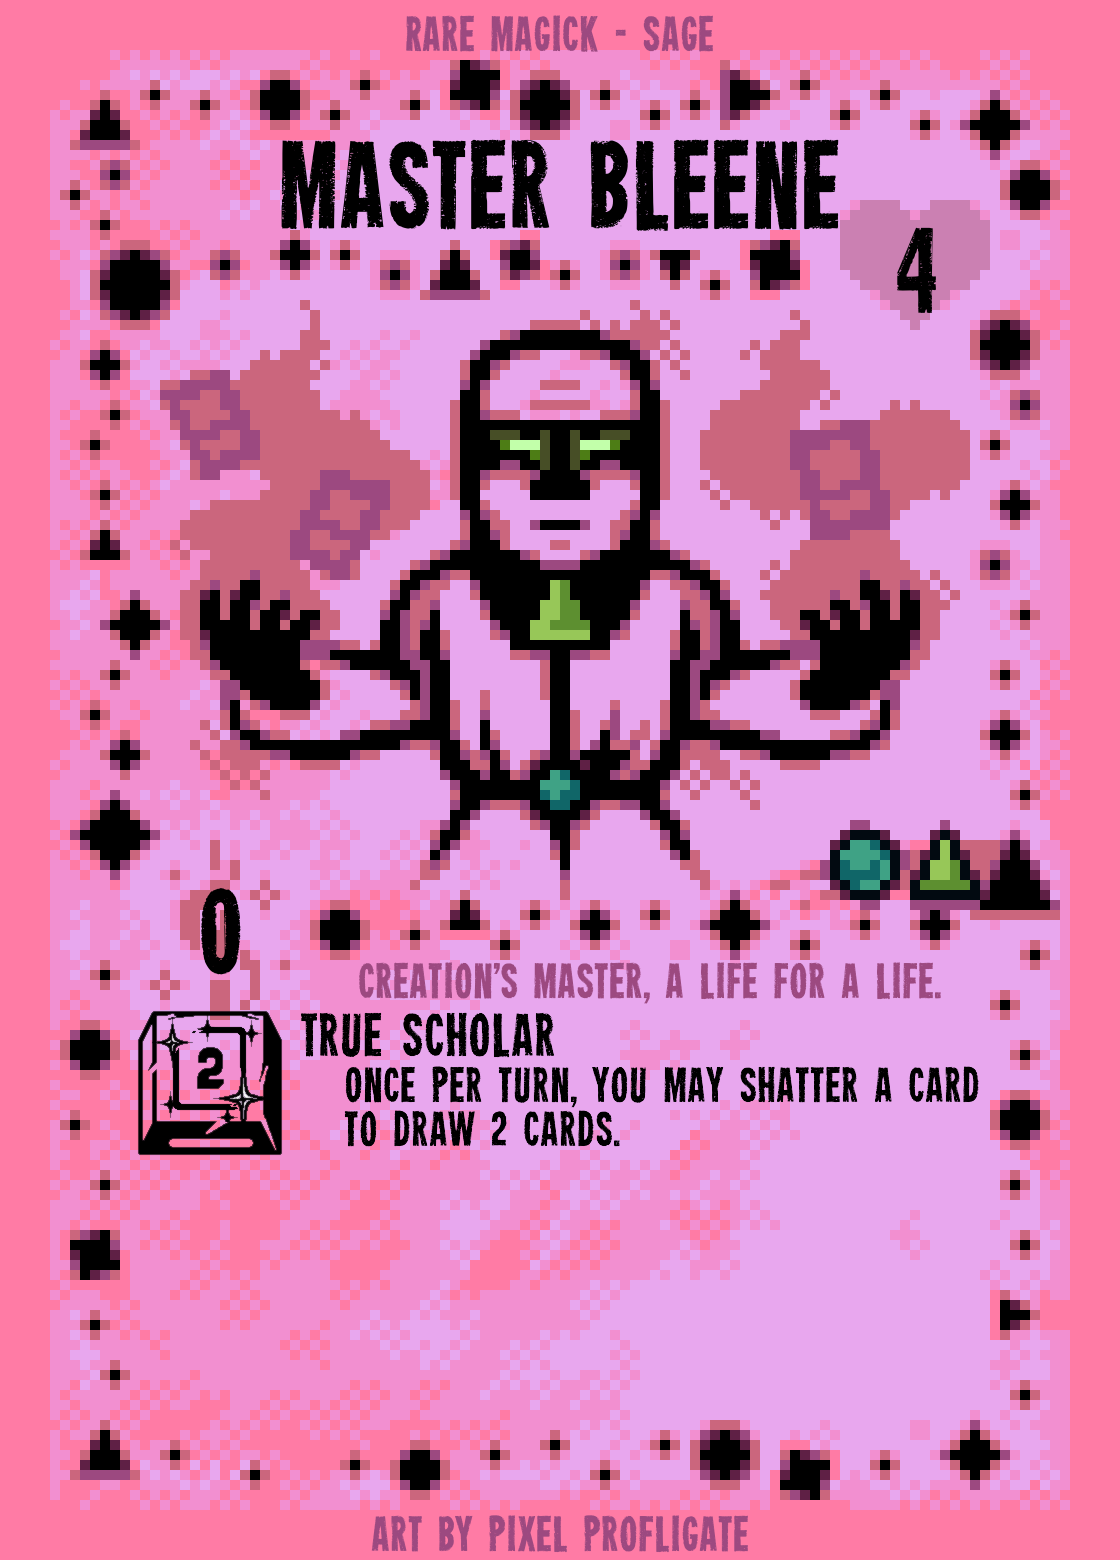 RARE MAGICK - SAGE
MASTER BLEENE
4
0
CREATION'S MASTER, A LIFE FOR A LIFE.
TRUE SCHOLAR
2
ONCE PER TURN, YOU MAY SHATTER A CARD
TO DRAW 2 CARDS.
ART BY PIXEL PROFLIGATE